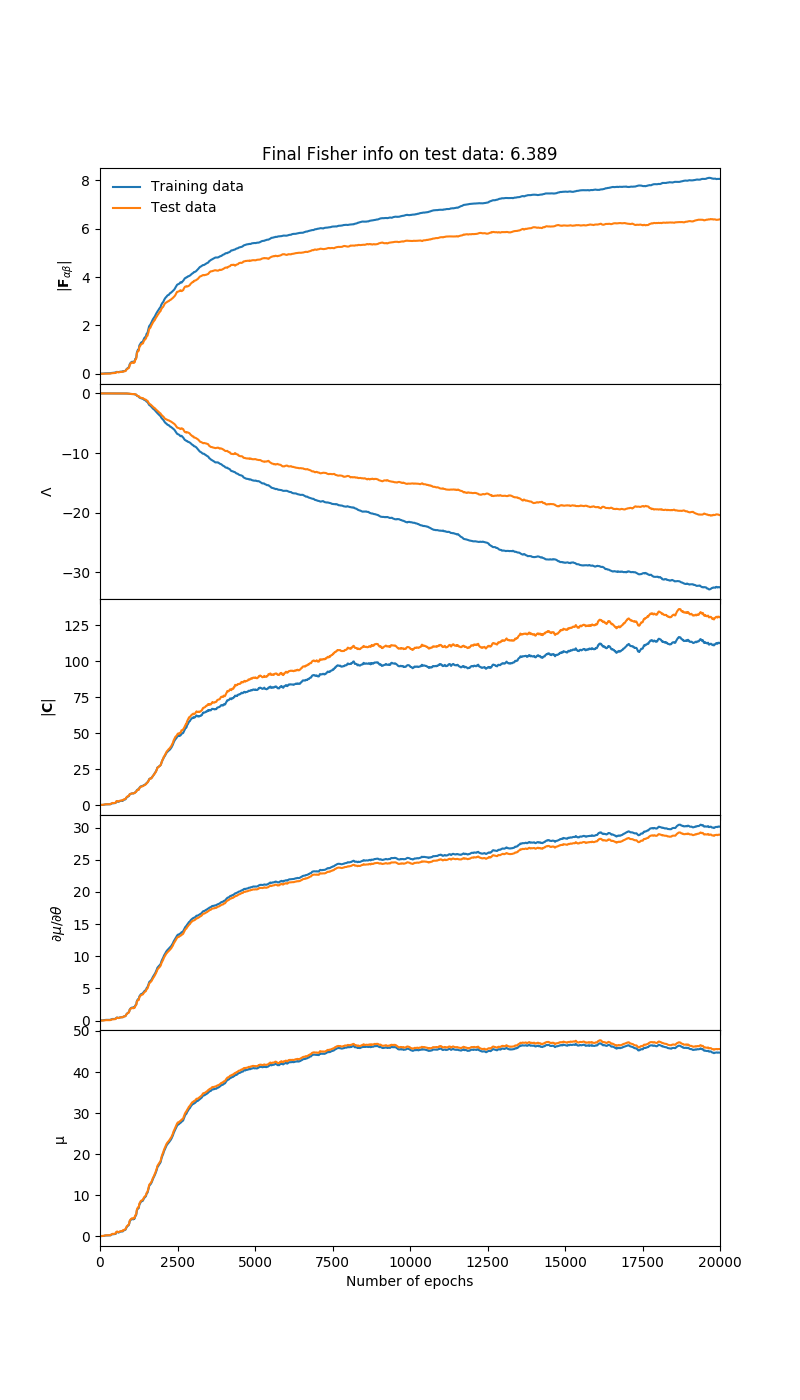 Final Fisher info on test data: 6.389
Training data
Test data
|F_{αβ}|
8
6
4
2
0
Λ
0
−10
−20
−30
|C|
125
100
75
50
25
0
∂μ/∂θ
30
25
20
15
10
5
0
μ
50
40
30
20
10
0
0 2500 5000 7500 10000 12500 15000 17500 20000
Number of epochs